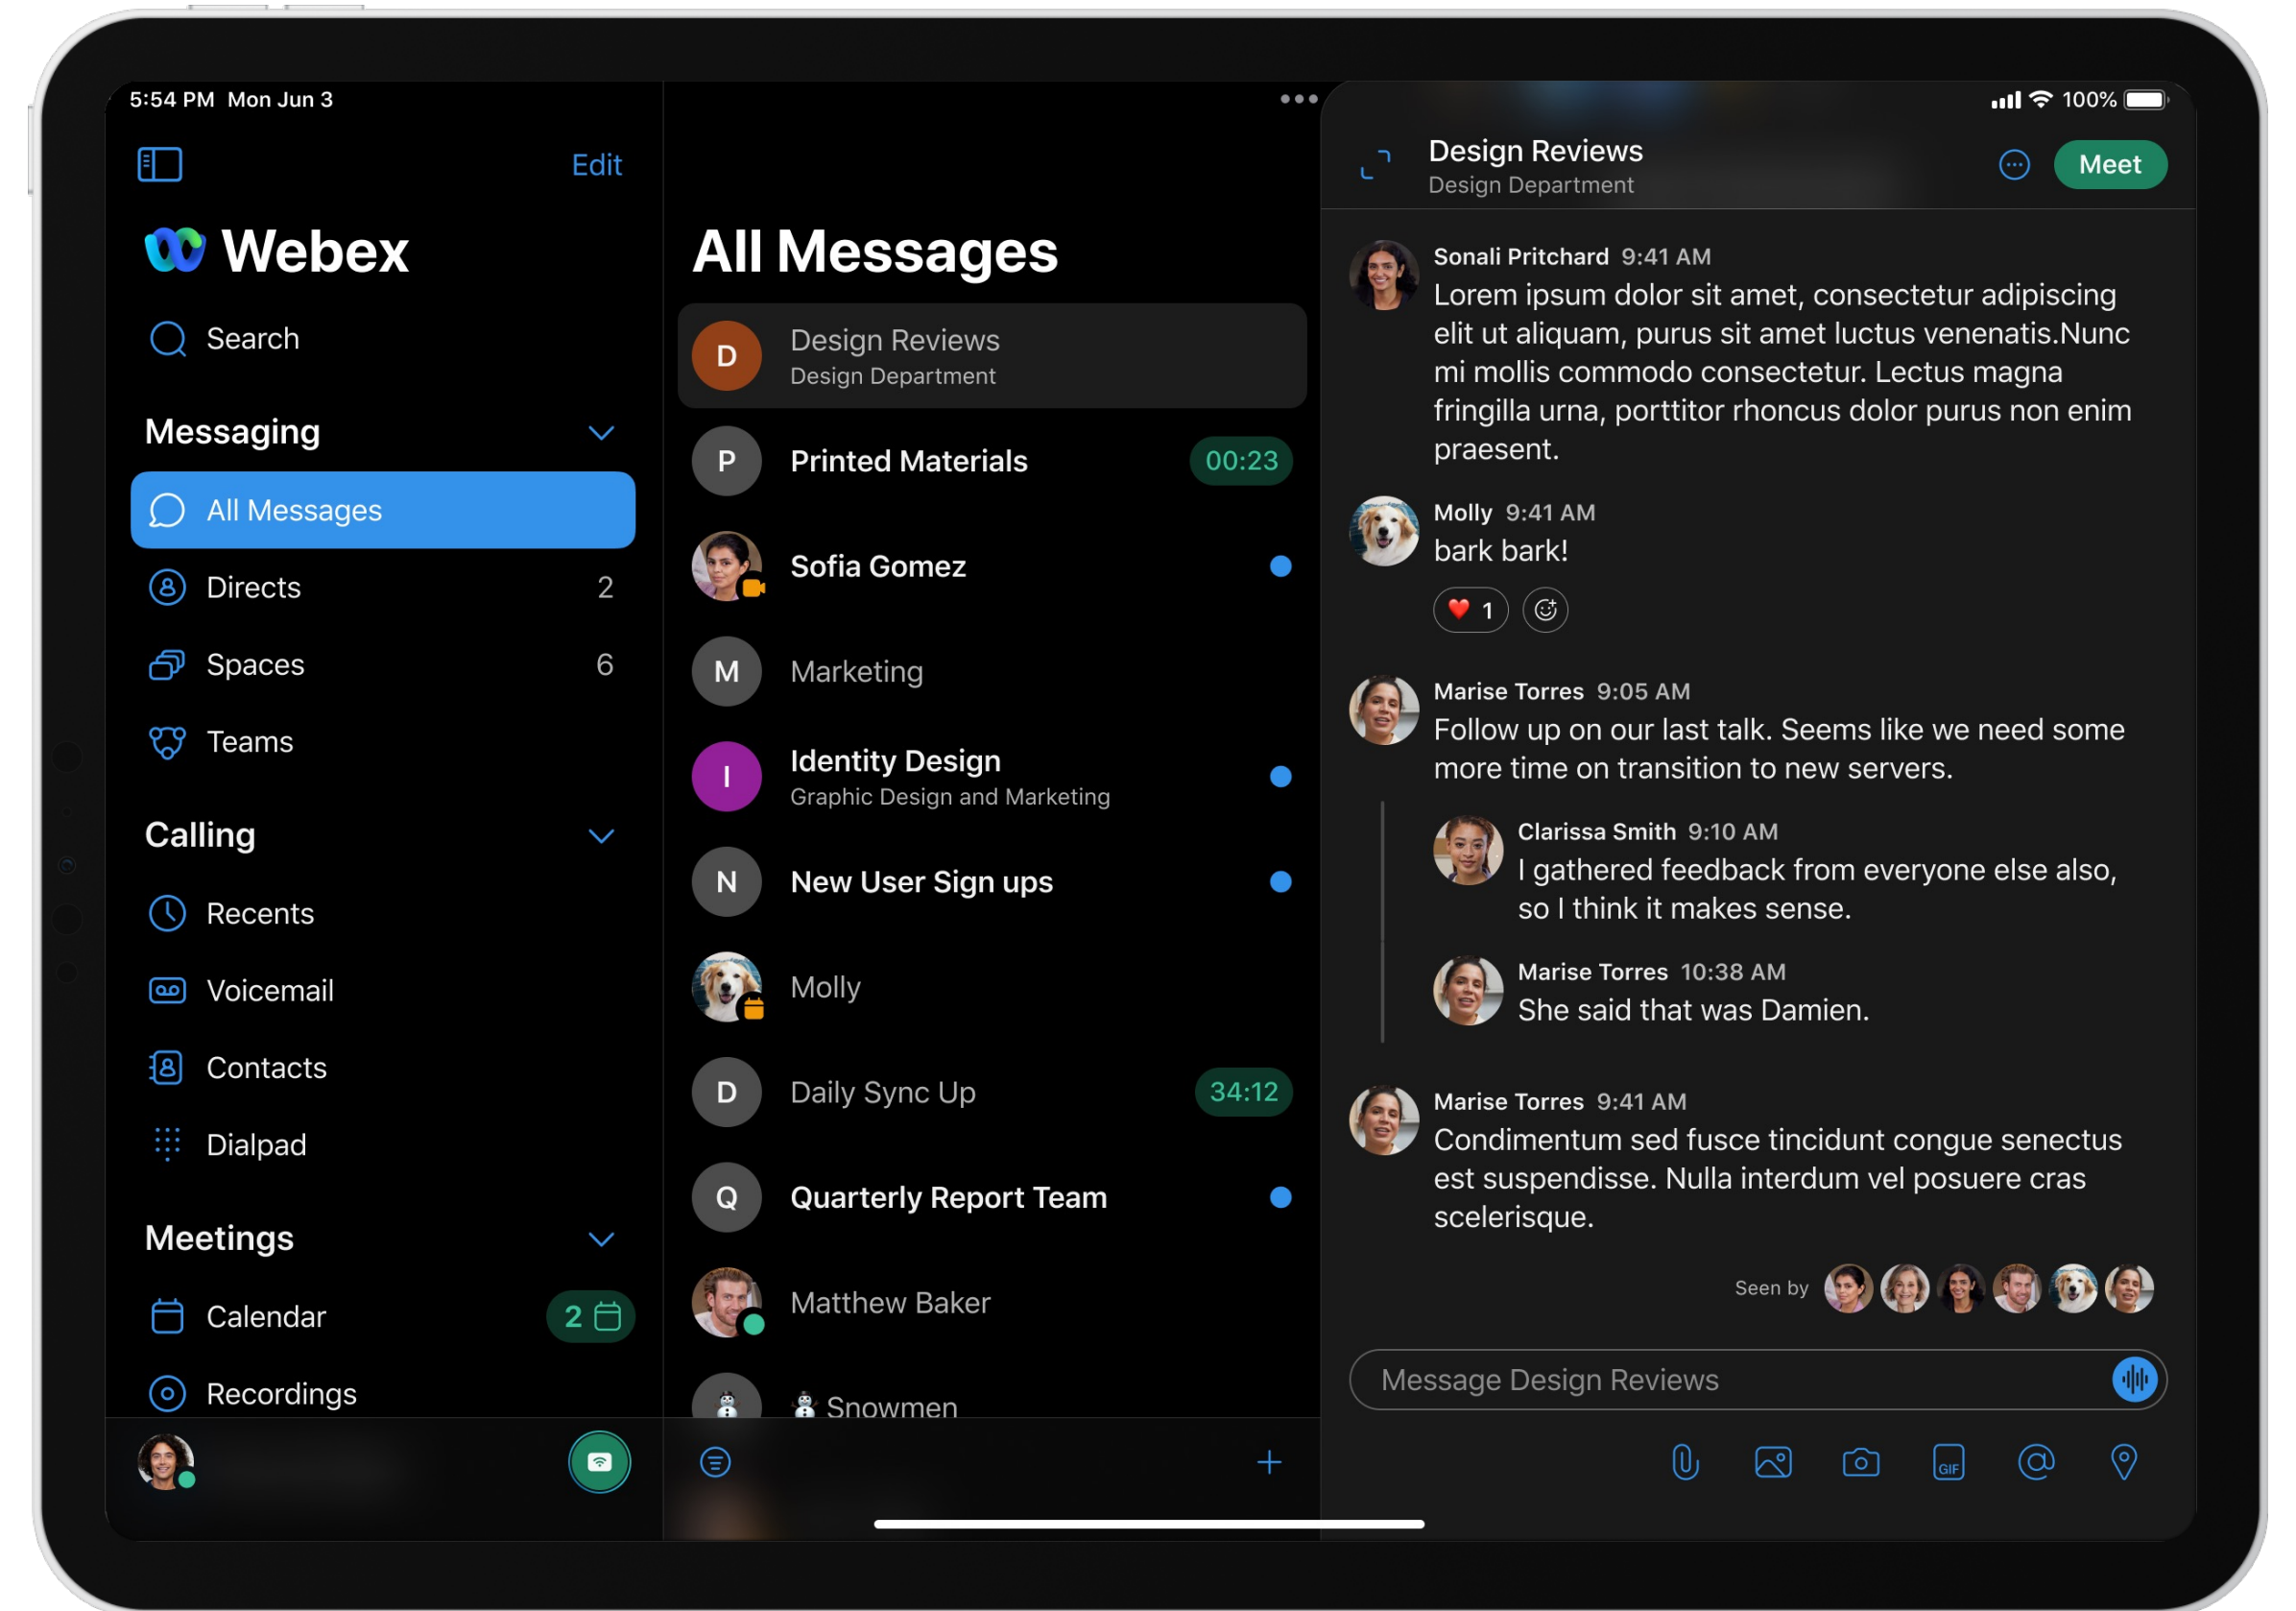 5:54 PM Mon Jun 3
100%
Edit
Webex
Search
Messaging
All Messages
Directs 2
Spaces 6
Teams
Calling
Recents
Voicemail
Contacts
Dialpad
Meetings
Calendar 2
Recordings
All Messages
D Design Reviews
Design Department
P Printed Materials 00:23
Sofia Gomez
M Marketing
I Identity Design
Graphic Design and Marketing
N New User Sign ups
Molly
D Daily Sync Up 34:12
Q Quarterly Report Team
Matthew Baker
Snowmen
Design Reviews
Design Department
Meet
Sonali Pritchard 9:41 AM
Lorem ipsum dolor sit amet, consectetur adipiscing
elit ut aliquam, purus sit amet luctus venenatis.Nunc
mi mollis commodo consectetur. Lectus magna
fringilla urna, porttitor rhoncus dolor purus non enim
praesent.
Molly 9:41 AM
bark bark!
1
Marise Torres 9:05 AM
Follow up on our last talk. Seems like we need some
more time on transition to new servers.
Clarissa Smith 9:10 AM
I gathered feedback from everyone else also,
so I think it makes sense.
Marise Torres 10:38 AM
She said that was Damien.
Marise Torres 9:41 AM
Condimentum sed fusce tincidunt congue senectus
est suspendisse. Nulla interdum vel posuere cras
scelerisque.
Seen by
Message Design Reviews
GIF